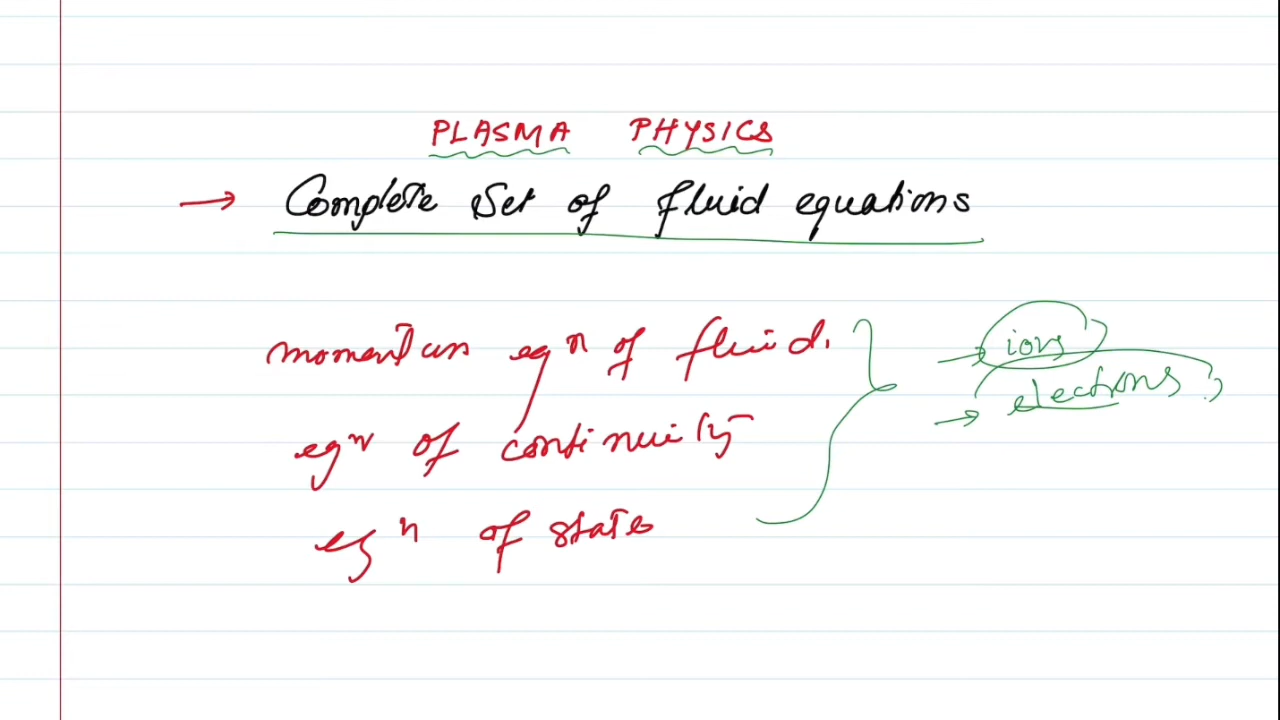 PLASMA PHYSICS
→ Complete Set of fluid equations
momentum eqⁿ of fluid.
→ ions
→ electrons
eqⁿ of continuity
eqⁿ of state